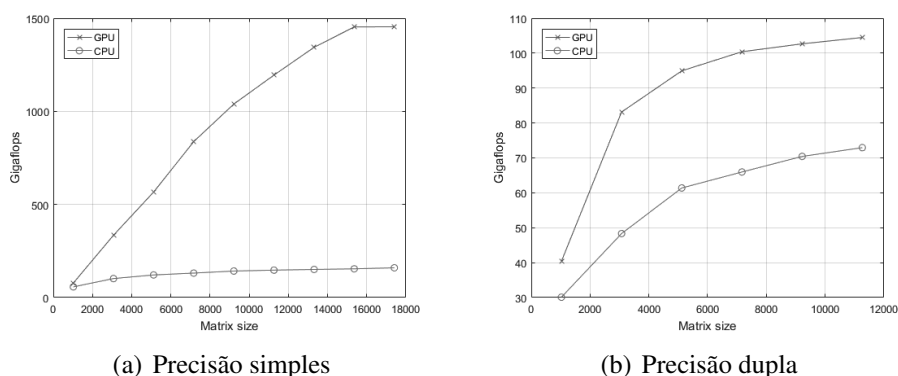 1500
1000
500
0
0 2000 4000 6000 8000 10000 12000 14000 16000 18000
Gigaflops
Matrix size
GPU
CPU
(a) Precisão simples
110
100
90
80
70
60
50
40
30
0 2000 4000 6000 8000 10000 12000
Gigaflops
Matrix size
GPU
CPU
(b) Precisão dupla